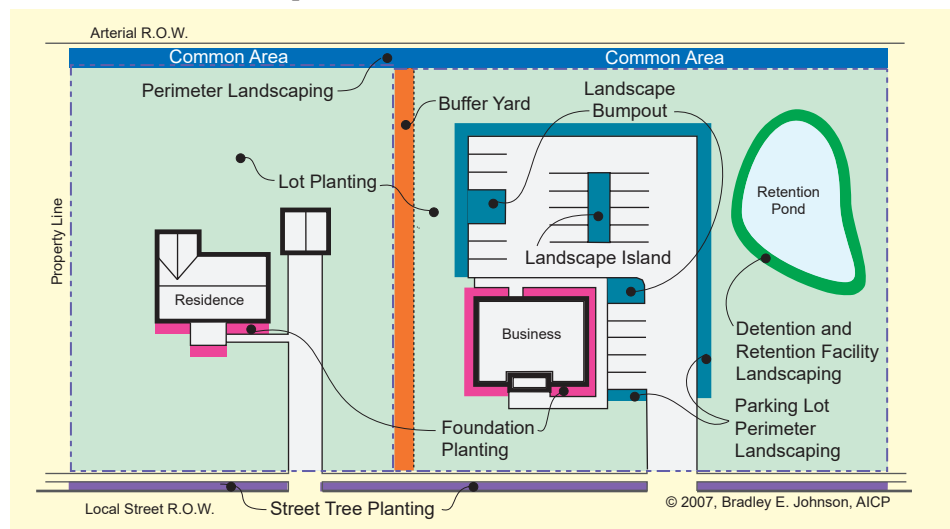 Arterial R.O.W.
Common Area
Common Area
Perimeter Landscaping
Buffer Yard
Landscape
Bumpout
Lot Planting
Retention
Pond
Property Line
Landscape Island
Residence
Business
Detention and
Retention Facility
Landscaping
Foundation
Planting
Parking Lot
Perimeter
Landscaping
Local Street R.O.W.
Street Tree Planting
© 2007, Bradley E. Johnson, AICP